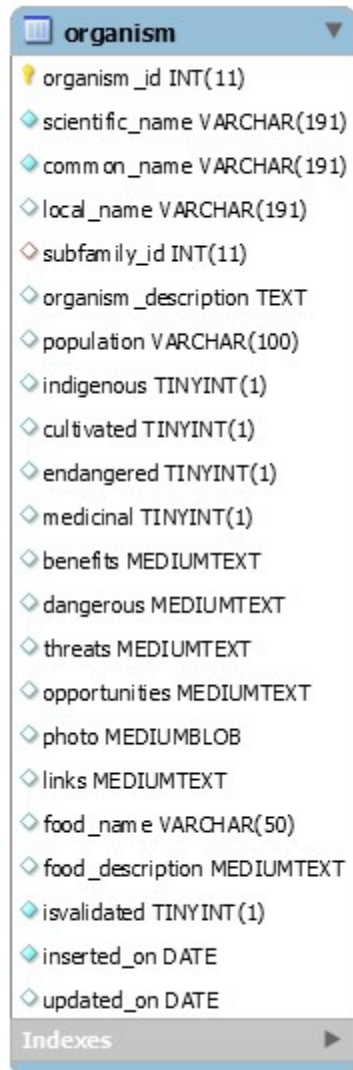 organism
organism_id INT(11)
scientific_name VARCHAR(191)
common_name VARCHAR(191)
local_name VARCHAR(191)
subfamily_id INT(11)
organism_description TEXT
population VARCHAR(100)
indigenous TINYINT(1)
cultivated TINYINT(1)
endangered TINYINT(1)
medicinal TINYINT(1)
benefits MEDIUMTEXT
dangerous MEDIUMTEXT
threats MEDIUMTEXT
opportunities MEDIUMTEXT
photo MEDIUMBLOB
links MEDIUMTEXT
food_name VARCHAR(50)
food_description MEDIUMTEXT
isvalidated TINYINT(1)
inserted_on DATE
updated_on DATE
Indexes